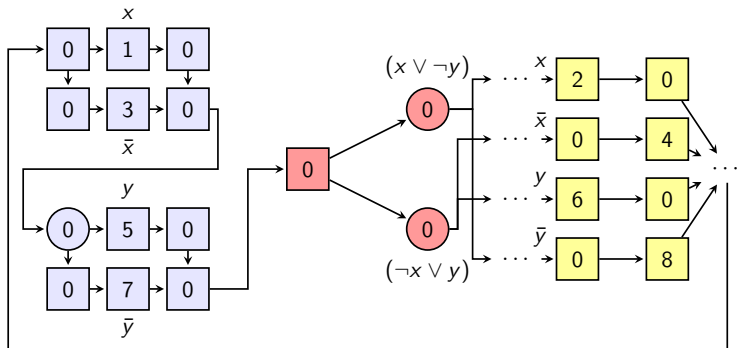 x
0 1 0
0 3 0
x̄
y
0 5 0
0 7 0
ȳ
0
(x ∨ ¬y)
0
0
(¬x ∨ y)
⋯ x 2 0
⋯ x̄ 0 4
⋯ y 6 0
⋯ ȳ 0 8
⋯